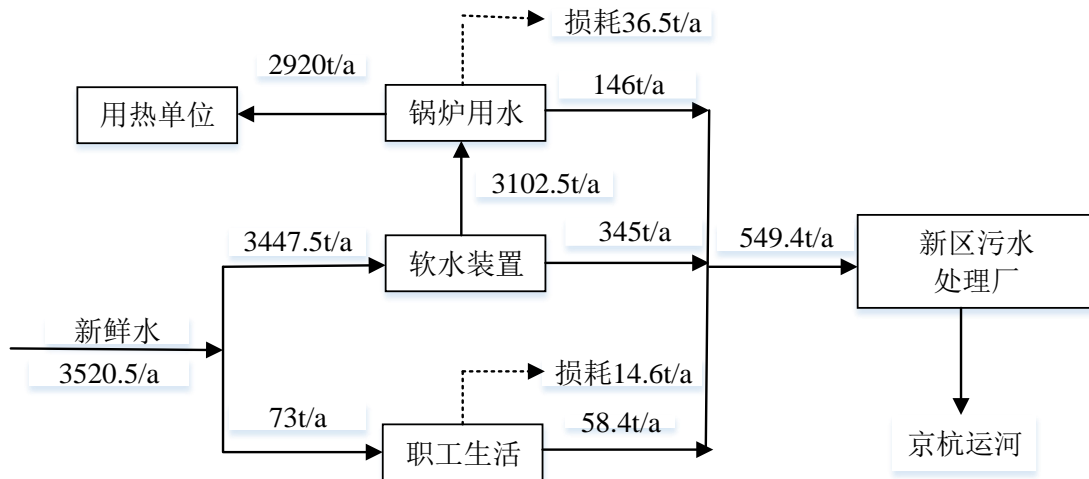 损耗36.5t/a
2920t/a
146t/a
用热单位
锅炉用水
3102.5t/a
3447.5t/a
345t/a
549.4t/a
软水装置
新区污水
处理厂
新鲜水
3520.5/a
损耗14.6t/a
73t/a
58.4t/a
职工生活
京杭运河